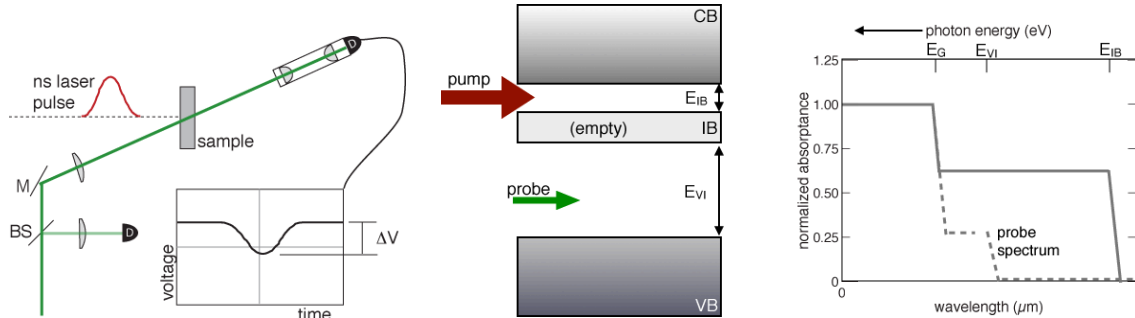 ns laser
pulse
D
sample
M
BS
D
ΔV
voltage
time
CB
pump
E_IB
(empty)
IB
probe
E_VI
VB
photon energy (eV)
E_G
E_VI
E_IB
normalized absorptance
1.00
0.75
0.50
0.25
0
probe
spectrum
0
wavelength (μm)